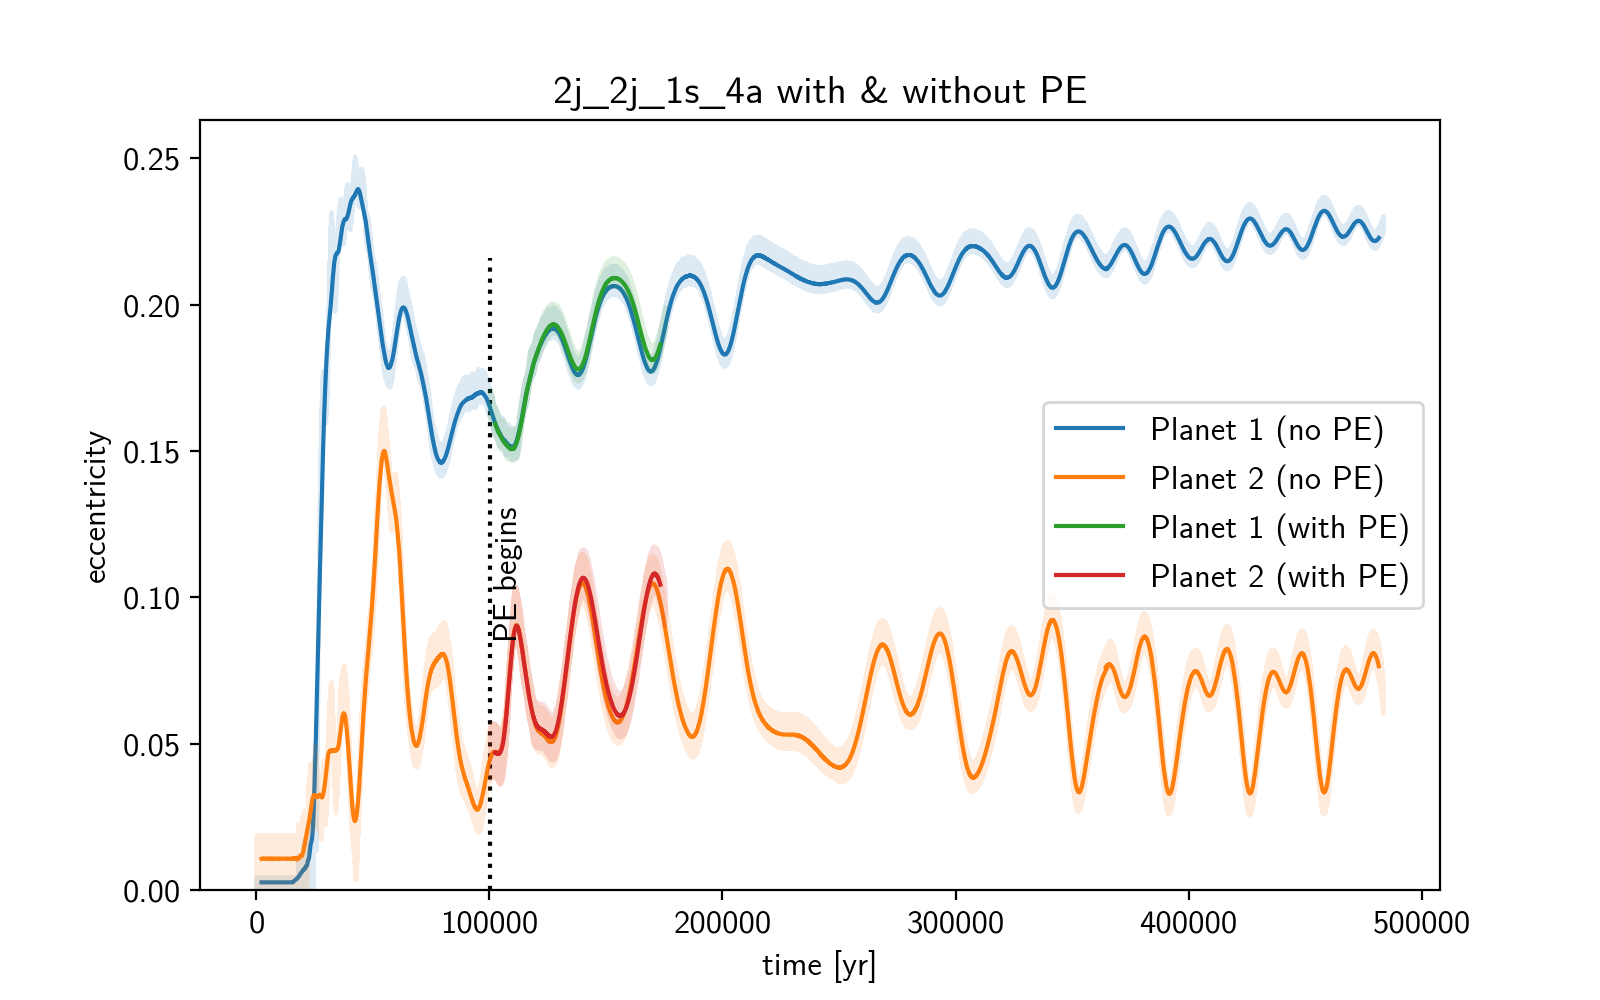 2j_2j_1s_4a with & without PE
0.25
0.20
0.15
0.10
0.05
0.00
eccentricity
PE begins
Planet 1 (no PE)
Planet 2 (no PE)
Planet 1 (with PE)
Planet 2 (with PE)
0
100000
200000
300000
400000
500000
time [yr]